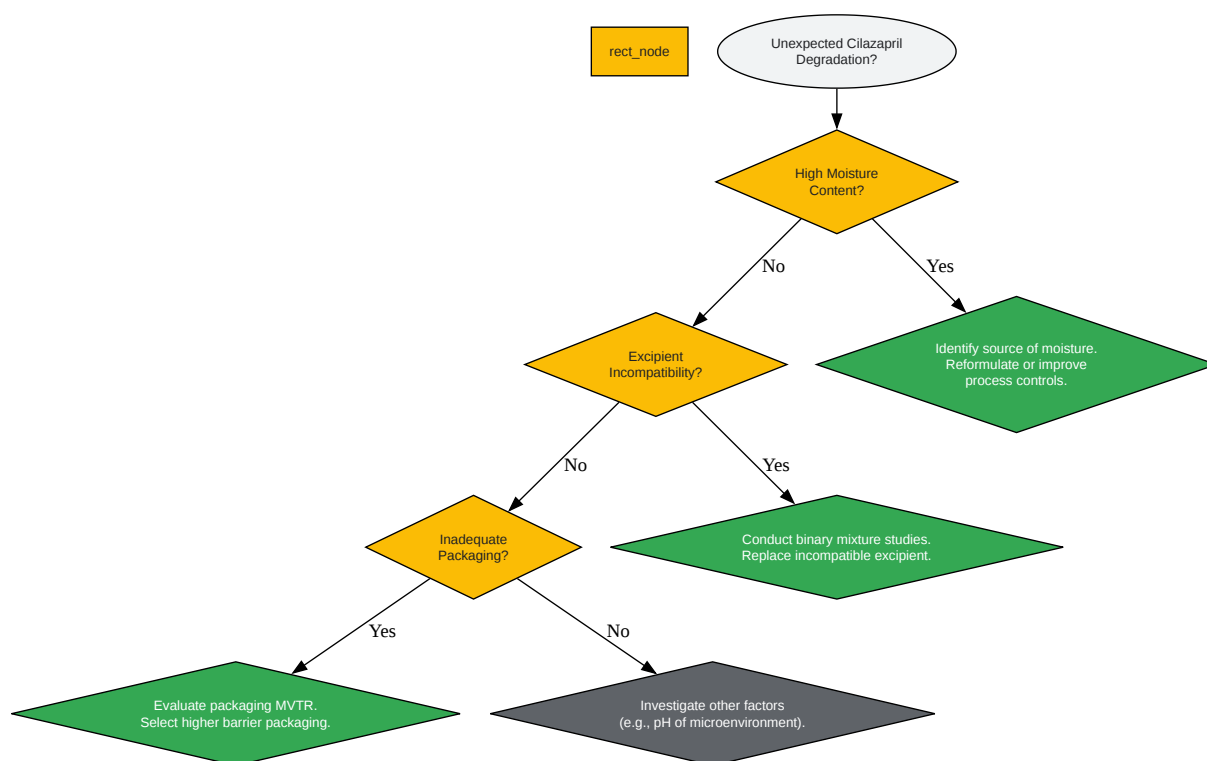 rect_node
Unexpected Cilazapril
Degradation?
High Moisture
Content?
No
Yes
Excipient
Incompatibility?
Identify source of moisture.
Reformulate or improve
process controls.
No
Yes
Inadequate
Packaging?
Conduct binary mixture studies.
Replace incompatible excipient.
Yes
No
Evaluate packaging MVTR.
Select higher barrier packaging.
Investigate other factors
(e.g., pH of microenvironment).